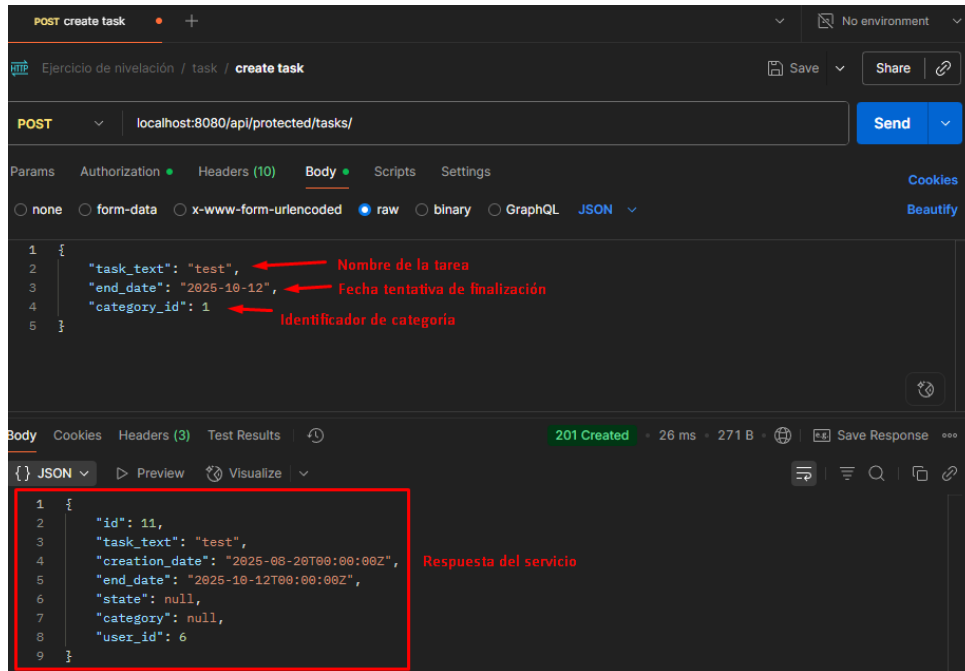 POST create task
No environment
HTTP Ejercicio de nivelación / task / create task
Save
Share
POST
localhost:8080/api/protected/tasks/
Send
Params Authorization Headers (10) Body Scripts Settings
Cookies
none form-data x-www-form-urlencoded raw binary GraphQL JSON
Beautify
1 {
2 "task_text": "test", Nombre de la tarea
3 "end_date": "2025-10-12", Fecha tentativa de finalización
4 "category_id": 1 Identificador de categoria
5 }
Body Cookies Headers (3) Test Results
201 Created • 26 ms • 271 B • e.g. Save Response
{} JSON Preview Visualize
1 {
2 "id": 11,
3 "task_text": "test",
4 "creation_date": "2025-08-20T00:00:00Z", Respuesta del servicio
5 "end_date": "2025-10-12T00:00:00Z",
6 "state": null,
7 "category": null,
8 "user_id": 6
9 }